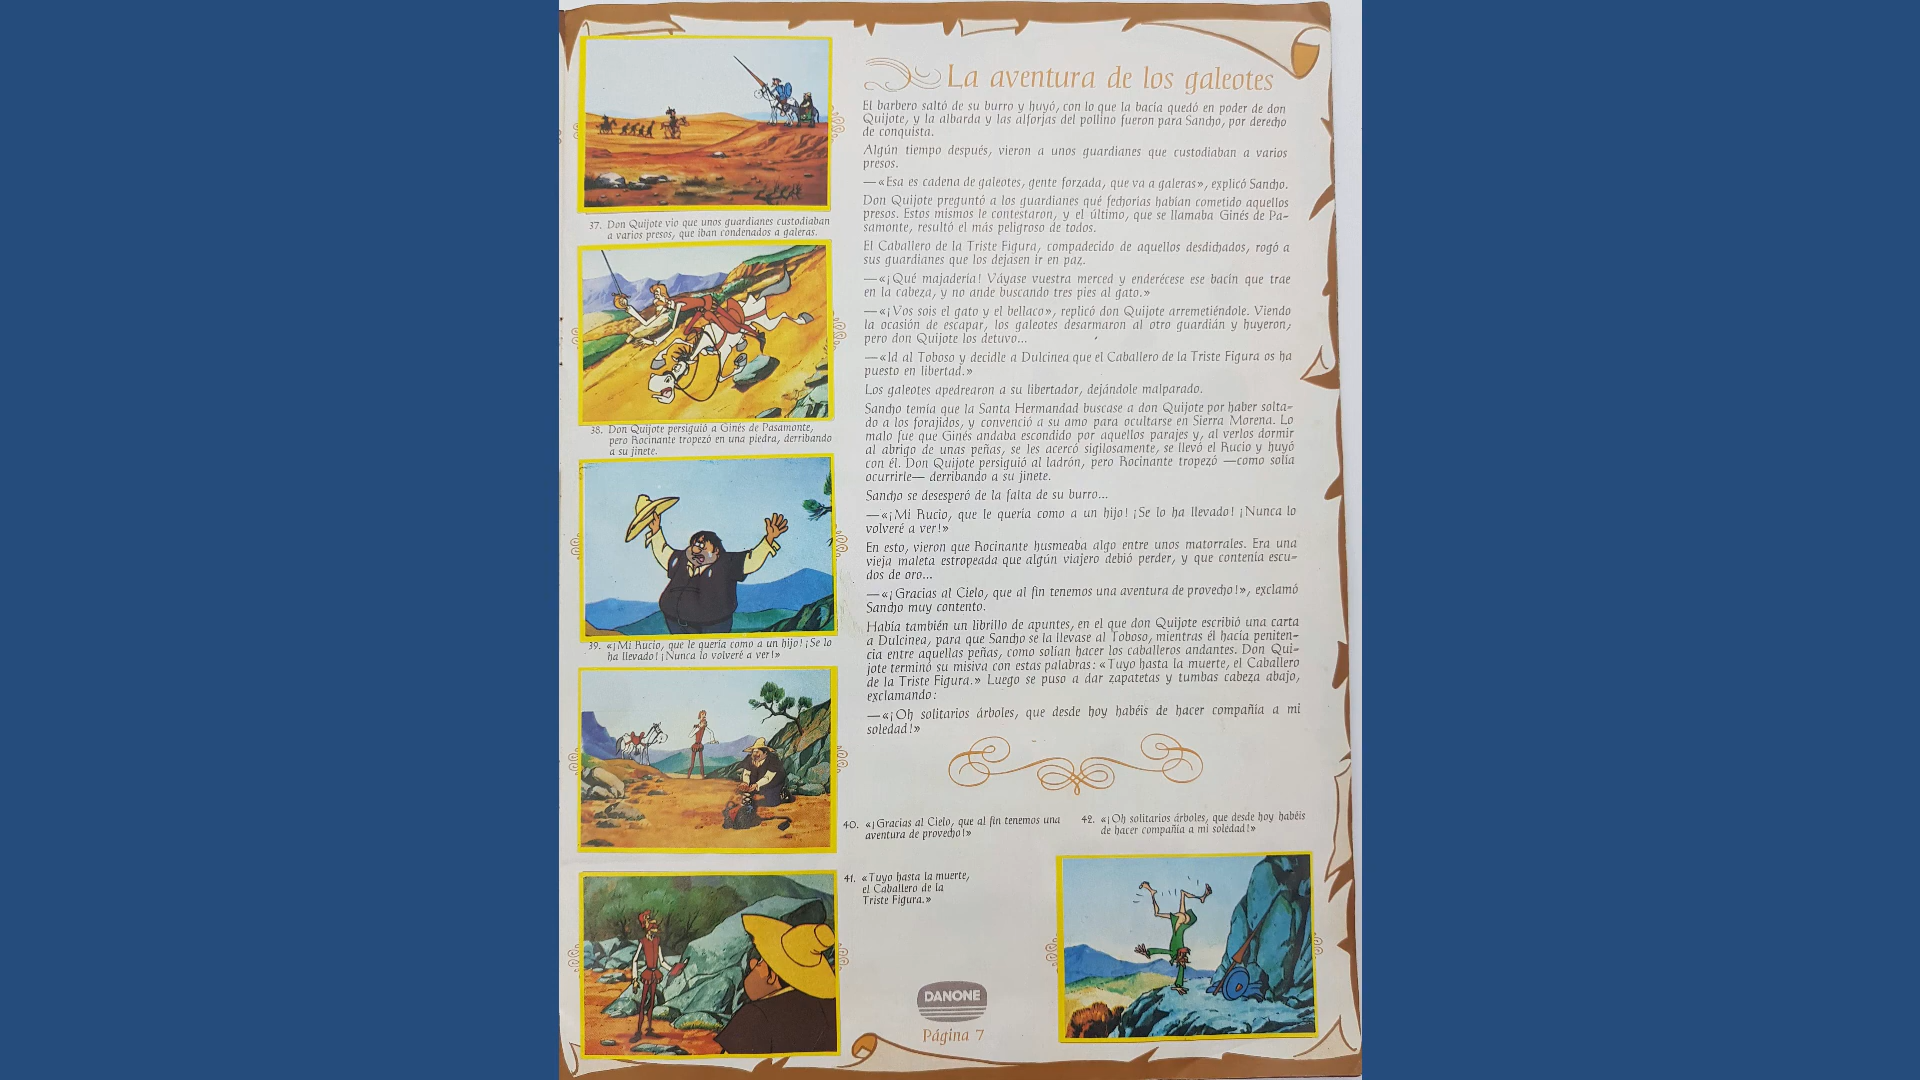 La aventura de los galeotes
El barbero saltó de su burro y huyó, con lo que la bacía quedó en poder de don
Quijote, y la albarda y las alforjas del pollino fueron para Sancho, por derecho
de conquista.
Algún tiempo después, vieron a unos guardianes que custodiaban a varios
presos.
—«Esa es cadena de galeotes, gente forzada, que va a galeras», explicó Sancho.
Don Quijote preguntó a los guardianes qué fechorías habían cometido aquellos
presos. Estos mismos le contestaron, y el último, que se llamaba Ginés de Pa-
samonte, resultó el más peligroso de todos.
El Caballero de la Triste Figura, compadecido de aquellos desdichados, rogó a
sus guardianes que los dejasen ir en paz.
—«¡Qué majadería! Váyase vuestra merced y enderécese ese bacín que trae
en la cabeza, y no ande buscando tres pies al gato.»
—«¡Vos sois el gato y el bellaco», replicó don Quijote arremetiéndole. Viendo
la ocasión de escapar, los galeotes desarmaron al otro guardián y huyeron;
pero don Quijote los detuvo...
—«Id al Toboso y decidle a Dulcinea que el Caballero de la Triste Figura os ha
puesto en libertad.»
Los galeotes apedrearon a su libertador, dejándole malparado.
Sancho temía que la Santa Hermandad buscase a don Quijote por haber solta-
do a los forajidos, y convenció a su amo para ocultarse en Sierra Morena. Lo
malo fue que Ginés andaba escondido por aquellos parajes y, al verlos dormir
al abrigo de unas peñas, se les acercó sigilosamente, se llevó el Rucio y huyó
con él. Don Quijote persiguió al ladrón, pero Rocinante tropezó —como solía
ocurrirle— derribando a su jinete.
Sancho se desesperó de la falta de su burro...
—«¡Mi Rucio, que le quería como a un hijo! ¡Se lo ha llevado! ¡Nunca lo
volveré a ver!»
En esto, vieron que Rocinante husmeaba algo entre unos matorrales. Era una
vieja maleta estropeada que algún viajero debió perder, y que contenía escu-
dos de oro...
—«¡Gracias al Cielo, que al fin tenemos una aventura de provecho!», exclamó
Sancho muy contento.
Había también un librillo de apuntes, en el que don Quijote escribió una carta
a Dulcinea, para que Sancho se la llevase al Toboso, mientras él hacía peniten-
cia entre aquellas peñas, como solían hacer los caballeros andantes. Don Qui-
jote terminó su misiva con estas palabras: «Tuyo hasta la muerte, el Caballero
de la Triste Figura.» Luego se puso a dar zapatetas y tumbas cabeza abajo,
exclamando:
—«¡Oh solitarios árboles, que desde hoy habéis de hacer compañía a mi
soledad!»
37. Don Quijote vio que unos guardianes custodiaban
a varios presos, que iban condenados a galeras.
38. Don Quijote persiguió a Ginés de Pasamonte,
pero Rocinante tropezó en una piedra, derribando
a su jinete.
39. «¡Mi Rucio, que le quería como a un hijo! ¡Se lo
ha llevado! ¡Nunca lo volveré a ver!»
40. «¡Gracias al Cielo, que al fin tenemos una
aventura de provecho!»
41. «Tuyo hasta la muerte,
el Caballero de la
Triste Figura.»
42. «¡Oh solitarios árboles, que desde hoy habéis
de hacer compañía a mi soledad!»
DANONE
Página 7